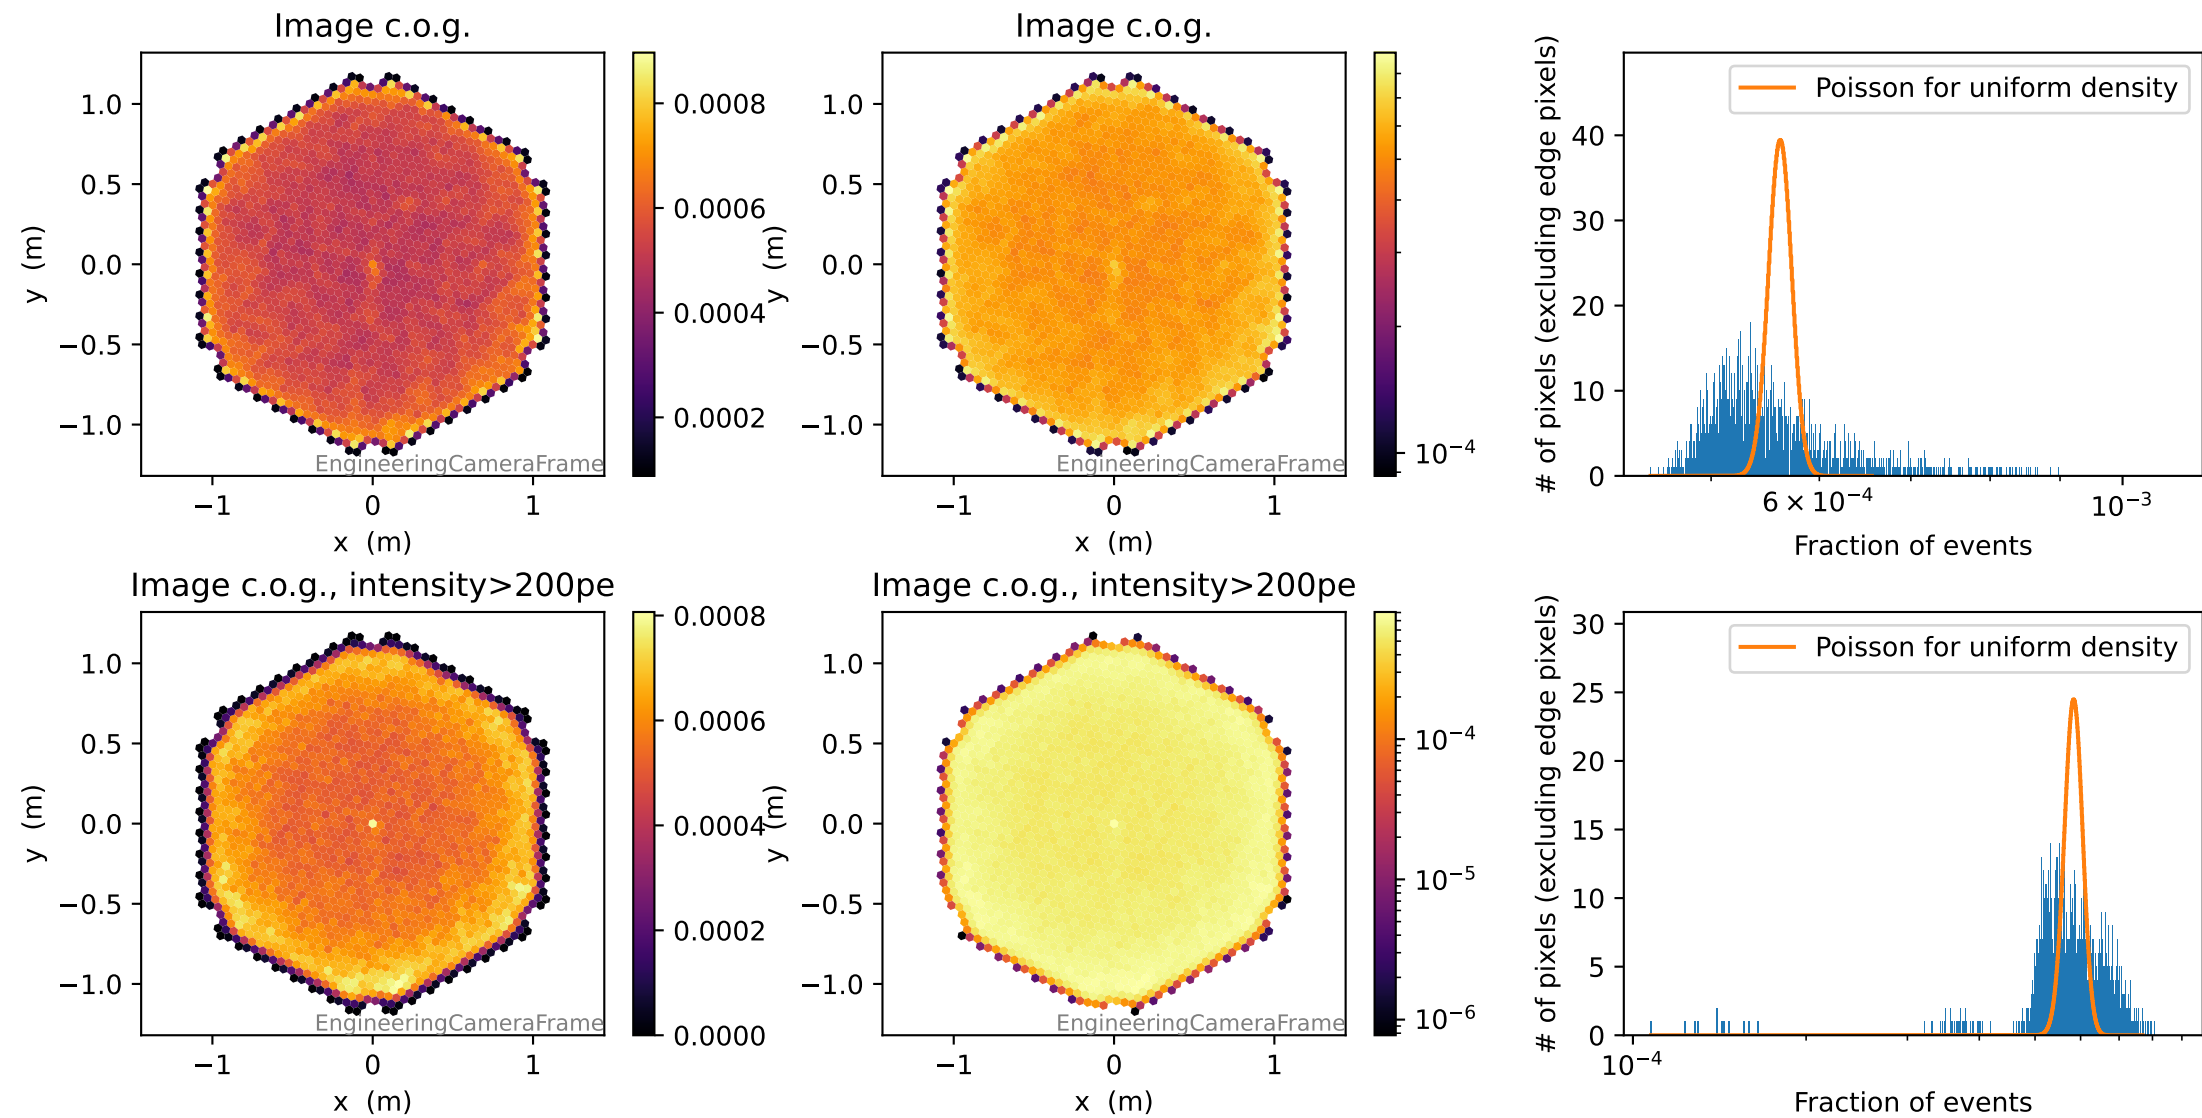 Image c.o.g.
1.0
0.5
0.0
−0.5
−1.0
y (m)
−1
0
1
x (m)
EngineeringCameraFrame
0.0008
0.0006
0.0004
0.0002
Image c.o.g.
1.0
0.5
0.0
−0.5
−1.0
y (m)
−1
0
1
x (m)
EngineeringCameraFrame
10⁻⁴
# of pixels (excluding edge pixels)
40
30
20
10
0
Poisson for uniform density
6 × 10⁻⁴
10⁻³
Fraction of events
Image c.o.g., intensity>200pe
1.0
0.5
0.0
−0.5
−1.0
y (m)
−1
0
1
x (m)
EngineeringCameraFrame
0.0008
0.0006
0.0004
0.0002
0.0000
Image c.o.g., intensity>200pe
1.0
0.5
0.0
−0.5
−1.0
y (m)
−1
0
1
x (m)
EngineeringCameraFrame
10⁻⁴
10⁻⁵
10⁻⁶
# of pixels (excluding edge pixels)
30
25
20
15
10
5
0
Poisson for uniform density
10⁻⁴
Fraction of events